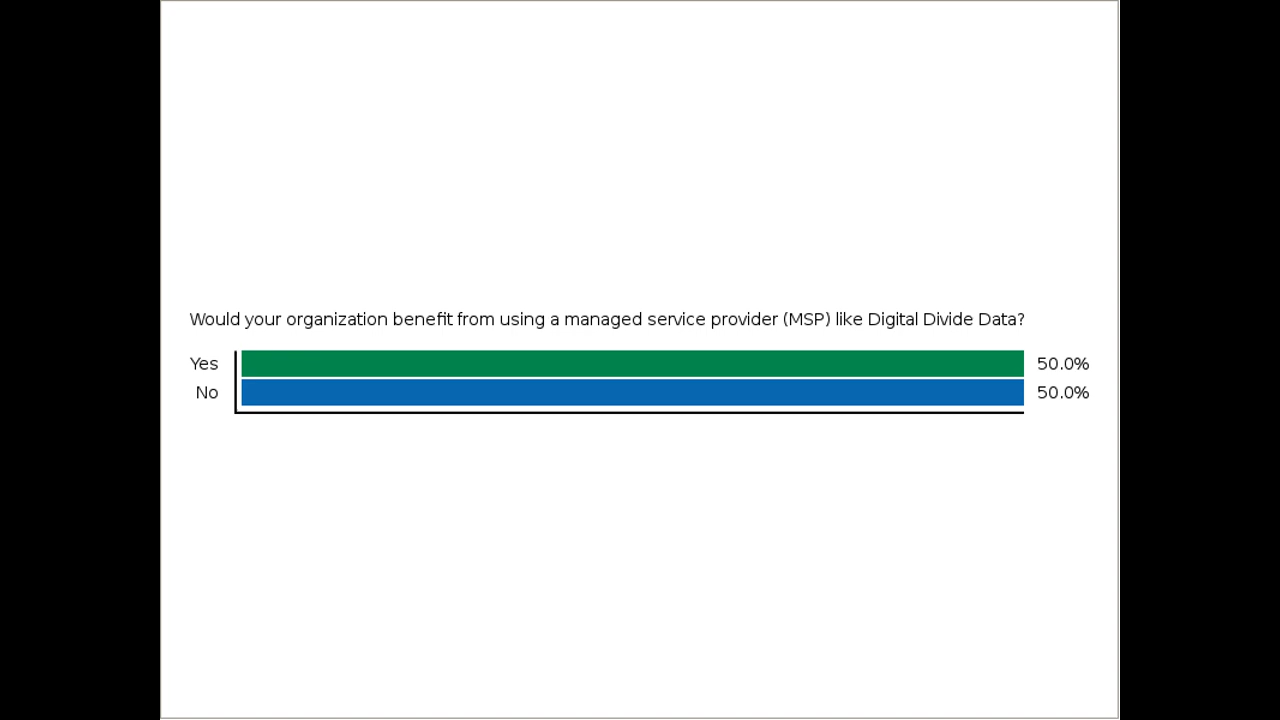 Would your organization benefit from using a managed service provider (MSP) like Digital Divide Data?
Yes 50.0%
No 50.0%